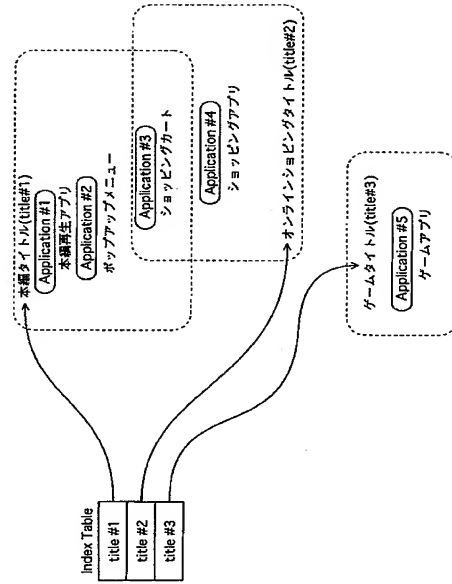 Index Table
title #1
title #2
title #3
本編タイトル(title#1)
Application #1
本編再生アプリ
Application #2
ポップアップメニュー
Application #3
ショッピングカート
Application #4
ショッピングアプリ
オンラインショッピングタイトル(title#2)
ゲームタイトル(title#3)
Application #5
ゲームアプリ